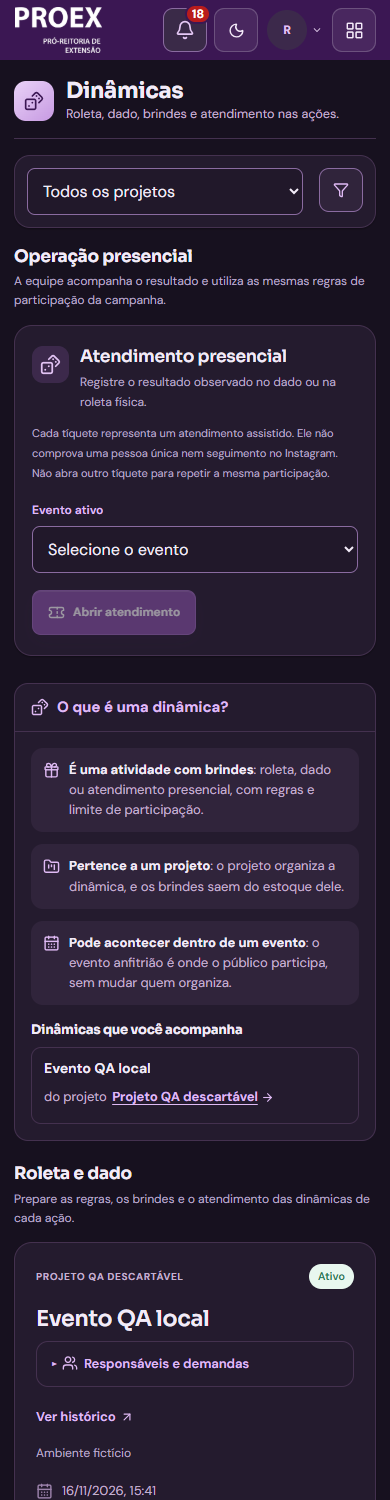 PROEX
PRÓ-REITORIA DE
EXTENSÃO
18
R
Dinâmicas
Roleta, dado, brindes e atendimento nas ações.
Todos os projetos
Operação presencial
A equipe acompanha o resultado e utiliza as mesmas regras de
participação da campanha.
Atendimento presencial
Registre o resultado observado no dado ou na
roleta física.
Cada tíquete representa um atendimento assistido. Ele não
comprova uma pessoa única nem seguimento no Instagram.
Não abra outro tíquete para repetir a mesma participação.
Evento ativo
Selecione o evento
Abrir atendimento
O que é uma dinâmica?
É uma atividade com brindes: roleta, dado
ou atendimento presencial, com regras e
limite de participação.
Pertence a um projeto: o projeto organiza a
dinâmica, e os brindes saem do estoque dele.
Pode acontecer dentro de um evento: o
evento anfitrião é onde o público participa,
sem mudar quem organiza.
Dinâmicas que você acompanha
Evento QA local
do projeto Projeto QA descartável →
Roleta e dado
Prepare as regras, os brindes e o atendimento das dinâmicas de
cada ação.
PROJETO QA DESCARTÁVEL
Ativo
Evento QA local
Responsáveis e demandas
Ver histórico ↗
Ambiente fictício
16/11/2026, 15:41